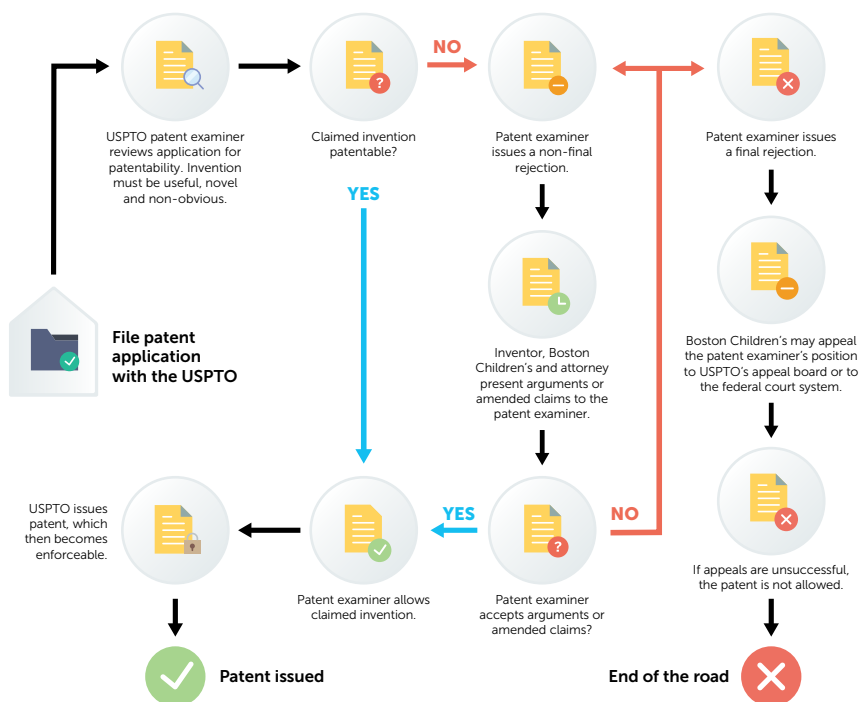 NO
USPTO patent examiner
reviews application for
patentability. Invention
must be useful, novel
and non-obvious.
Claimed invention
patentable?
Patent examiner
issues a non-final
rejection.
Patent examiner issues
a final rejection.
YES
File patent
application
with the USPTO
Inventor, Boston
Children’s and attorney
present arguments or
amended claims to the
patent examiner.
Boston Children’s may appeal
the patent examiner’s position
to USPTO’s appeal board or to
the federal court system.
USPTO issues
patent, which
then becomes
enforceable.
YES
NO
Patent examiner allows
claimed invention.
Patent examiner
accepts arguments or
amended claims?
If appeals are unsuccessful,
the patent is not allowed.
Patent issued
End of the road